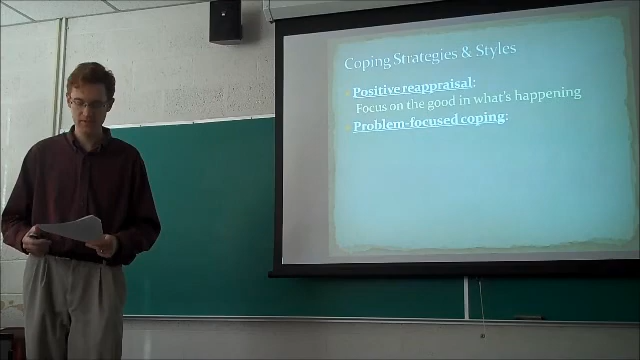 Coping Strategies & Styles
Positive reappraisal:
Focus on the good in what's happening
Problem-focused coping: